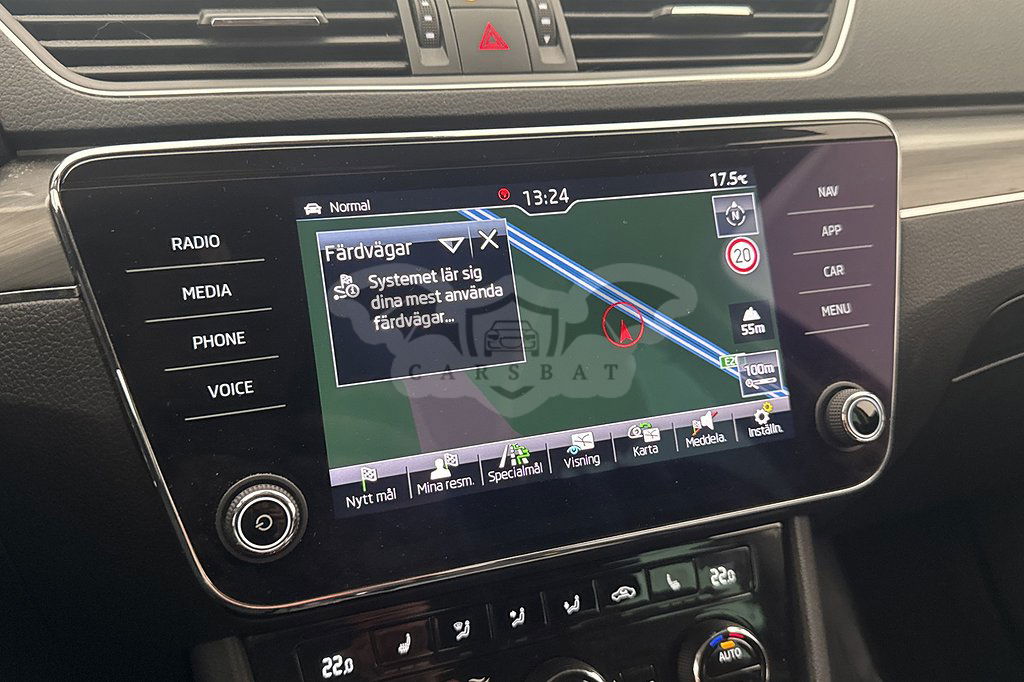 Normal
13:24
17.5°C
RADIO
MEDIA
PHONE
VOICE
Färdvägar
Systemet lär sig
dina mest använda
färdvägar...
N
20
55m
100m
NAV
APP
CAR
MENU
CARSBAT
Nytt mål
Mina resm.
Specialmål
Visning
Karta
Meddela.
Inställn.
22.0
22.0
AUTO